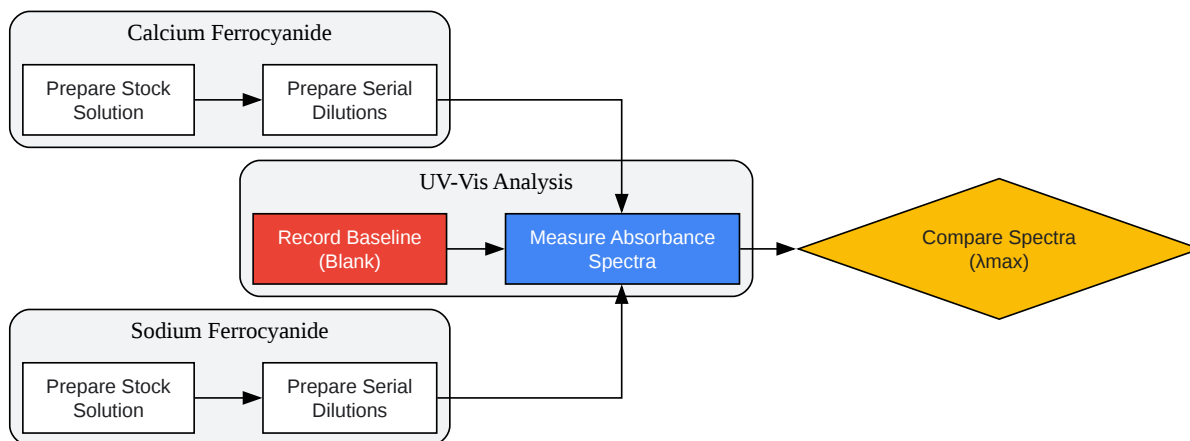 Calcium Ferrocyanide
Prepare Stock
Solution
Prepare Serial
Dilutions
UV-Vis Analysis
Record Baseline
(Blank)
Measure Absorbance
Spectra
Compare Spectra
(λmax)
Sodium Ferrocyanide
Prepare Stock
Solution
Prepare Serial
Dilutions